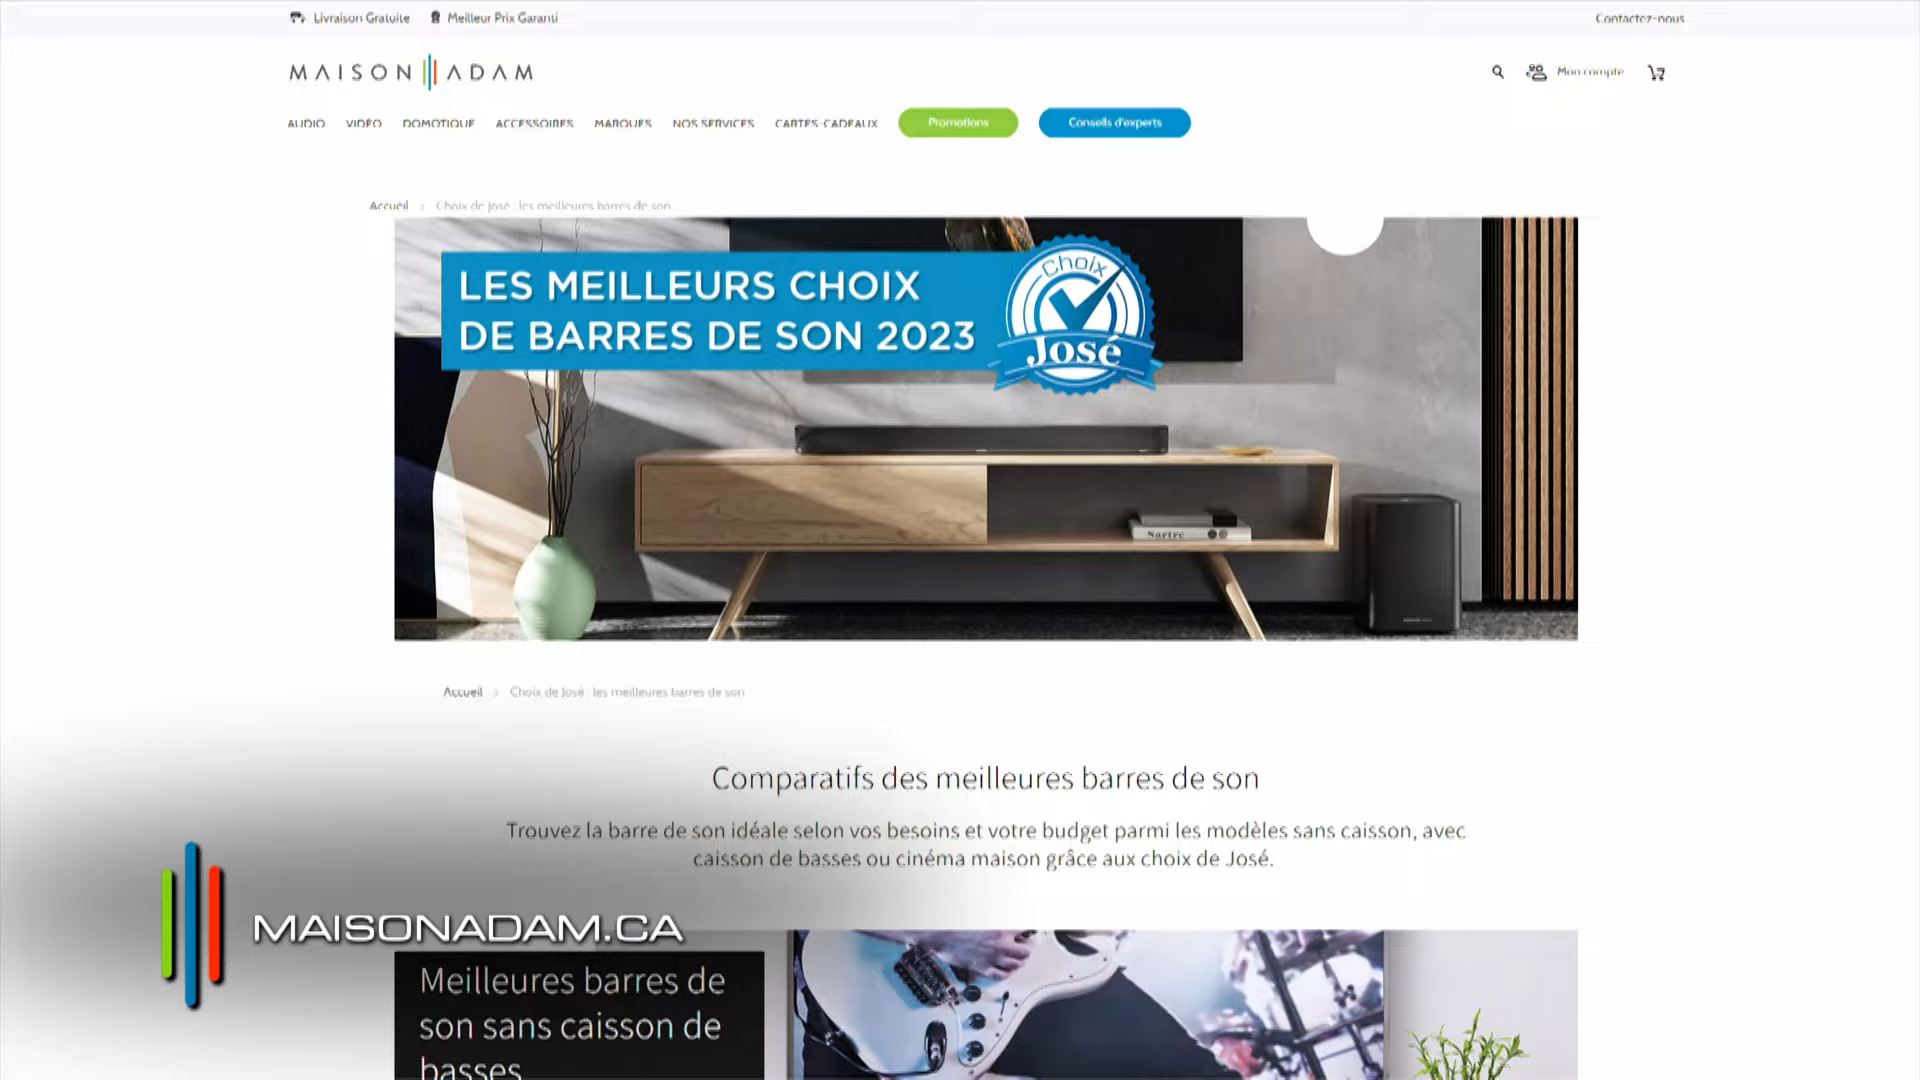 Livraison Gratuite
Meilleur Prix Garanti
Contactez-nous
MAISON ADAM
Mon compte
AUDIO
VIDÉO
DOMOTIQUE
ACCESSOIRES
MARQUES
NOS SERVICES
CARTES-CADEAUX
Promotions
Conseils d'experts
Accueil > Choix de José : les meilleures barres de son
LES MEILLEURS CHOIX
DE BARRES DE SON 2023
Choix
José
Sartre
Accueil > Choix de José : les meilleures barres de son
Comparatifs des meilleures barres de son
Trouvez la barre de son idéale selon vos besoins et votre budget parmi les modèles sans caisson, avec
caisson de basses ou cinéma maison grâce aux choix de José.
MAISONADAM.CA
Meilleures barres de
son sans caisson de
basses